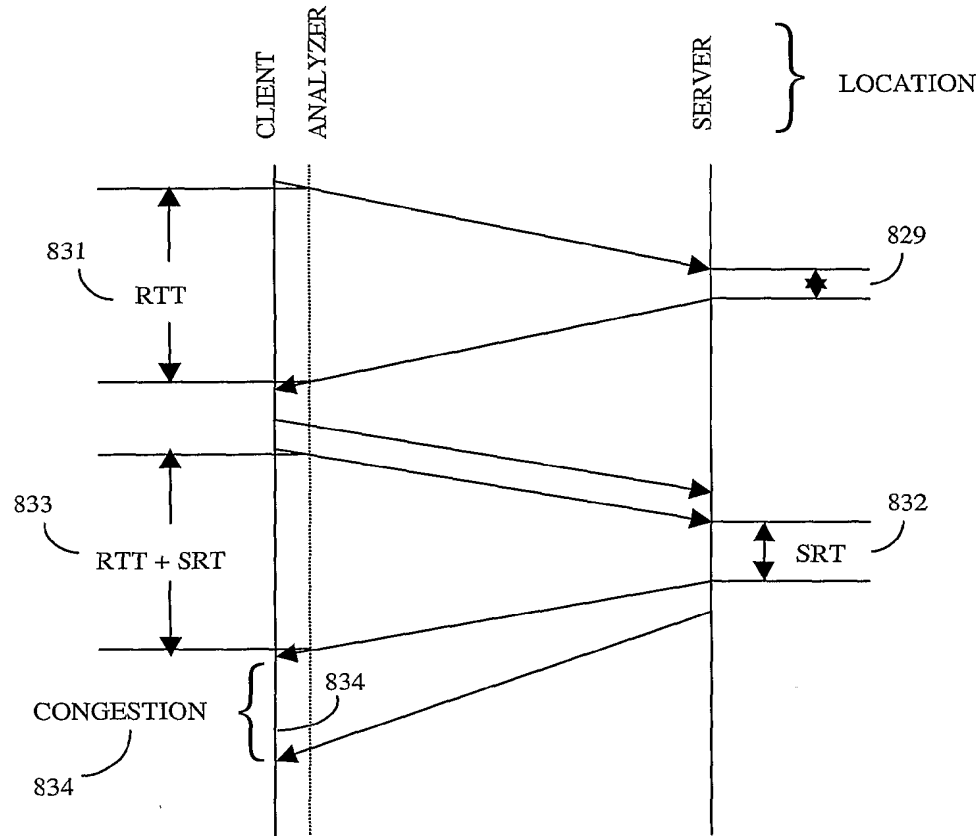 CLIENT
ANALYZER
SERVER
LOCATION
831
RTT
829
833
RTT + SRT
832
SRT
834
CONGESTION
834